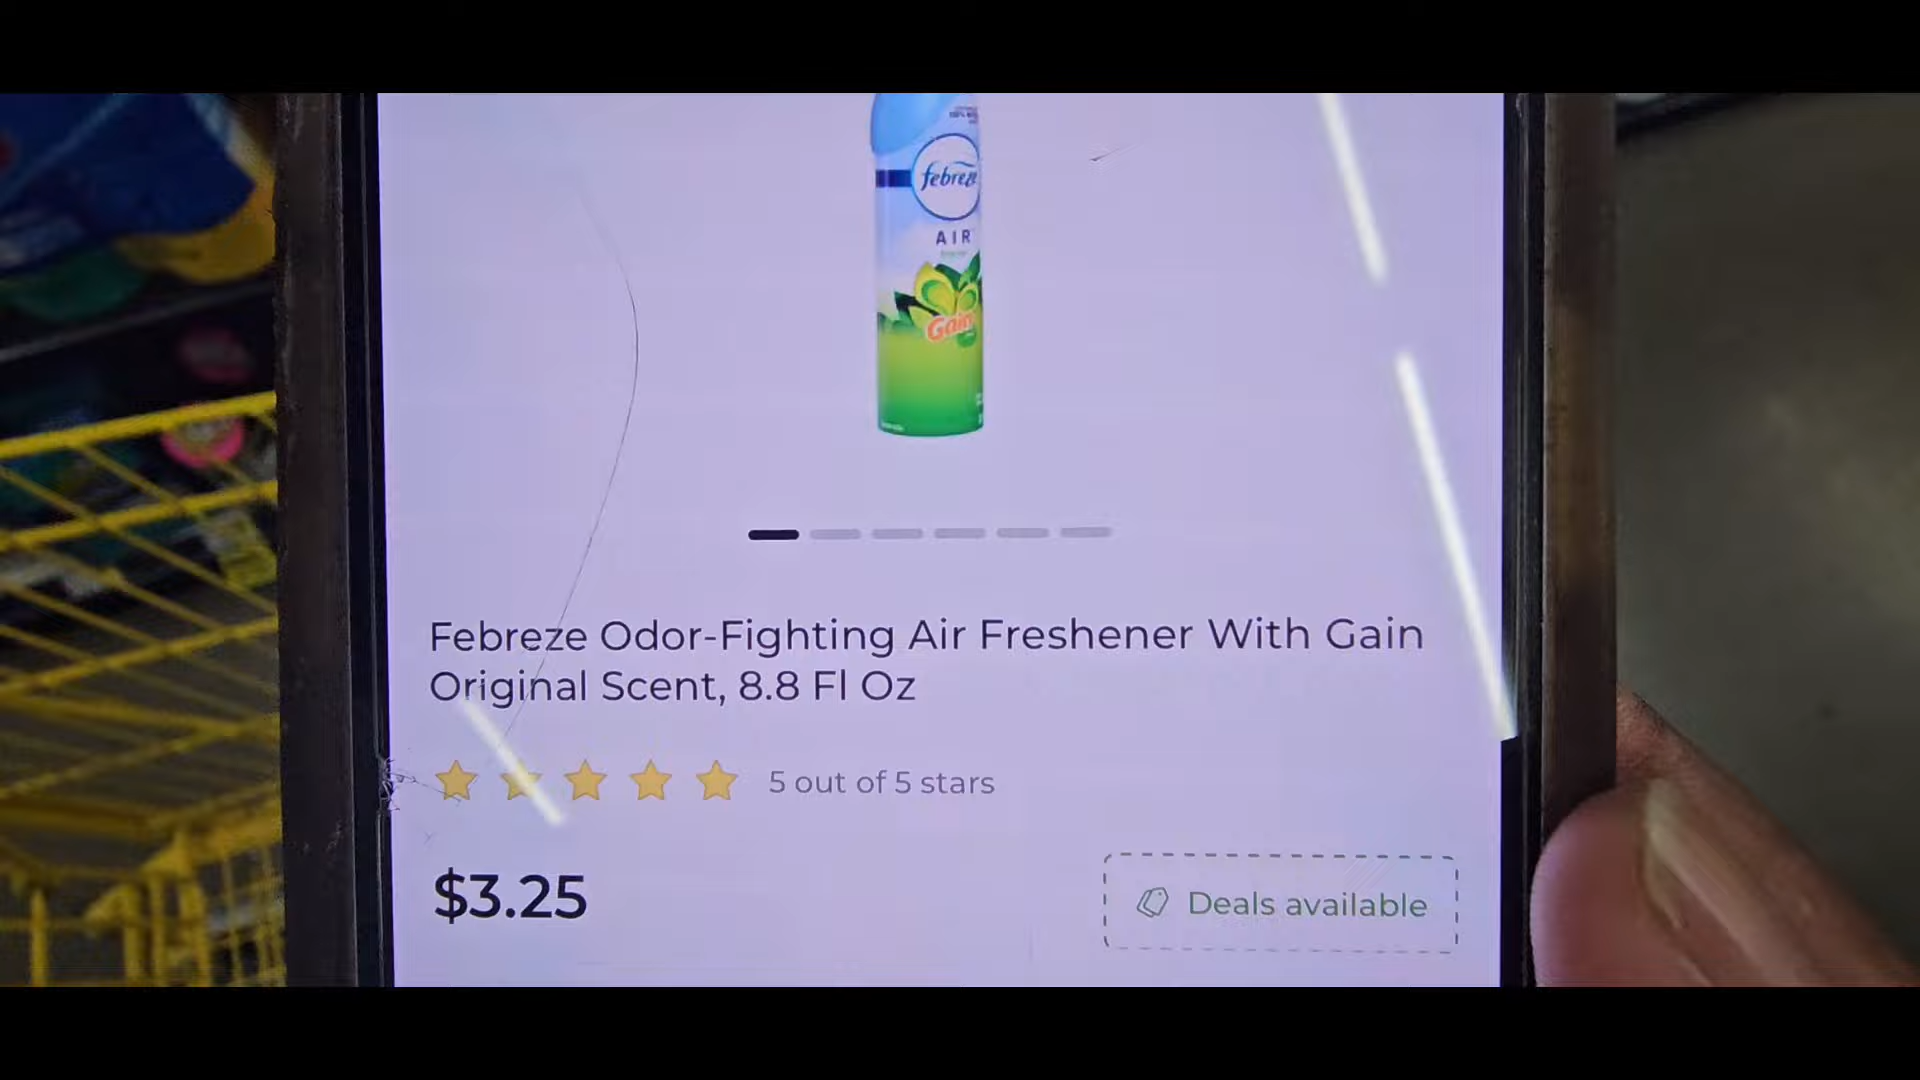 febreze
AIR
Gain
Febreze Odor-Fighting Air Freshener With Gain
Original Scent, 8.8 Fl Oz
5 out of 5 stars
$3.25
Deals available